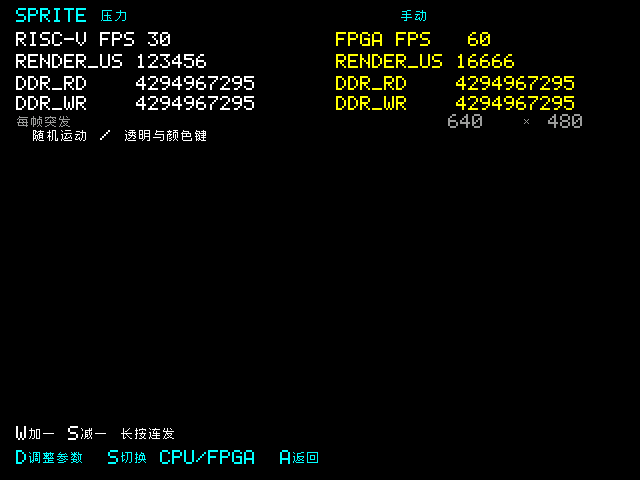 SPRITE 压力 手动
RISC-V FPS 30 FPGA FPS 60
RENDER_US 123456 RENDER_US 16666
DDR_RD 4294967295 DDR_RD 4294967295
DDR_WR 4294967295 DDR_WR 4294967295
每帧突发 640 × 480
随机运动 / 透明与颜色键
W加一 S减一 长按连发
D调整参数 S切换 CPU/FPGA A返回